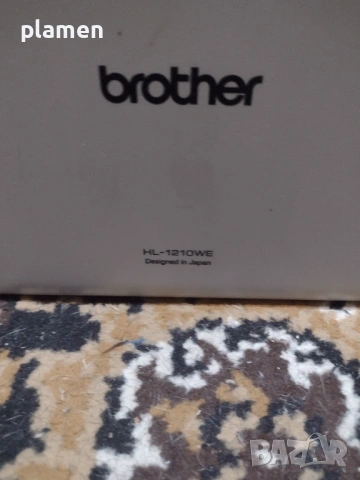 plamen
brother
HL-1210WE
Designed in Japan
BAZAR